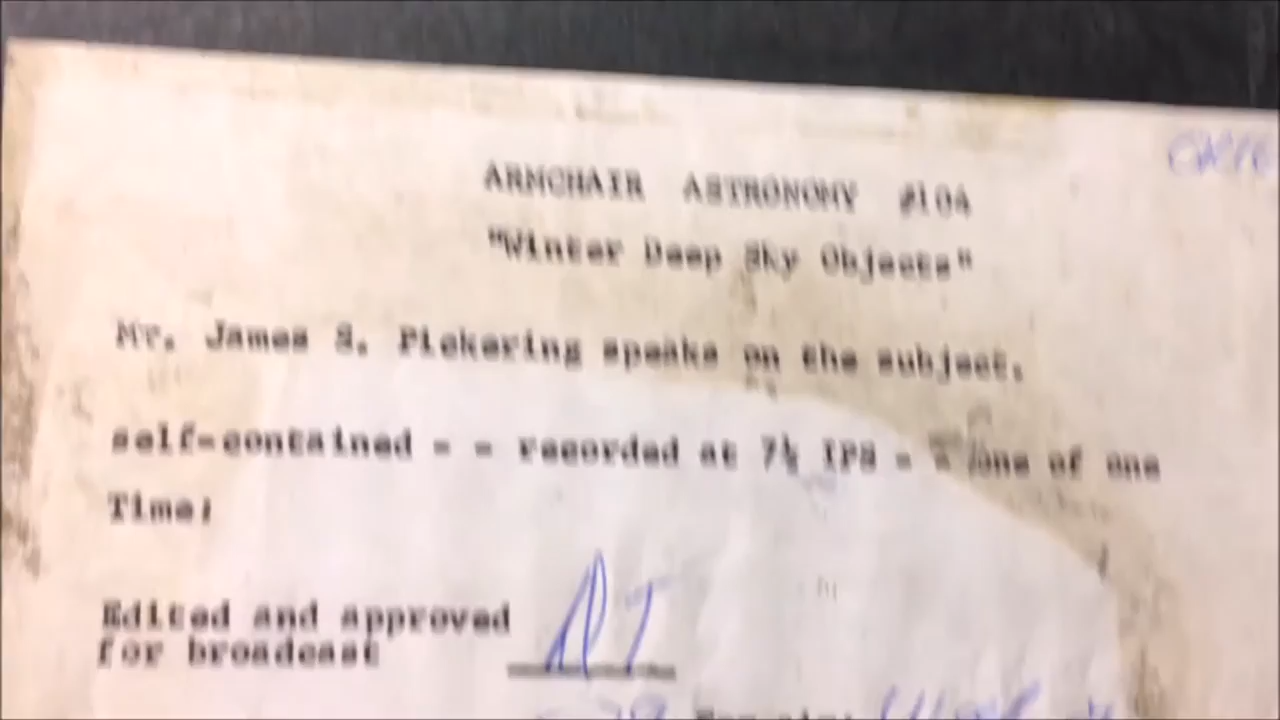 ARMCHAIR ASTRONOMY #104
"Winter Deep Sky Objects"
Mr. James S. Pickering speaks on the subject.
self-contained - - recorded at 7½ IPS - - one of one
Time:
Edited and approved
for broadcast